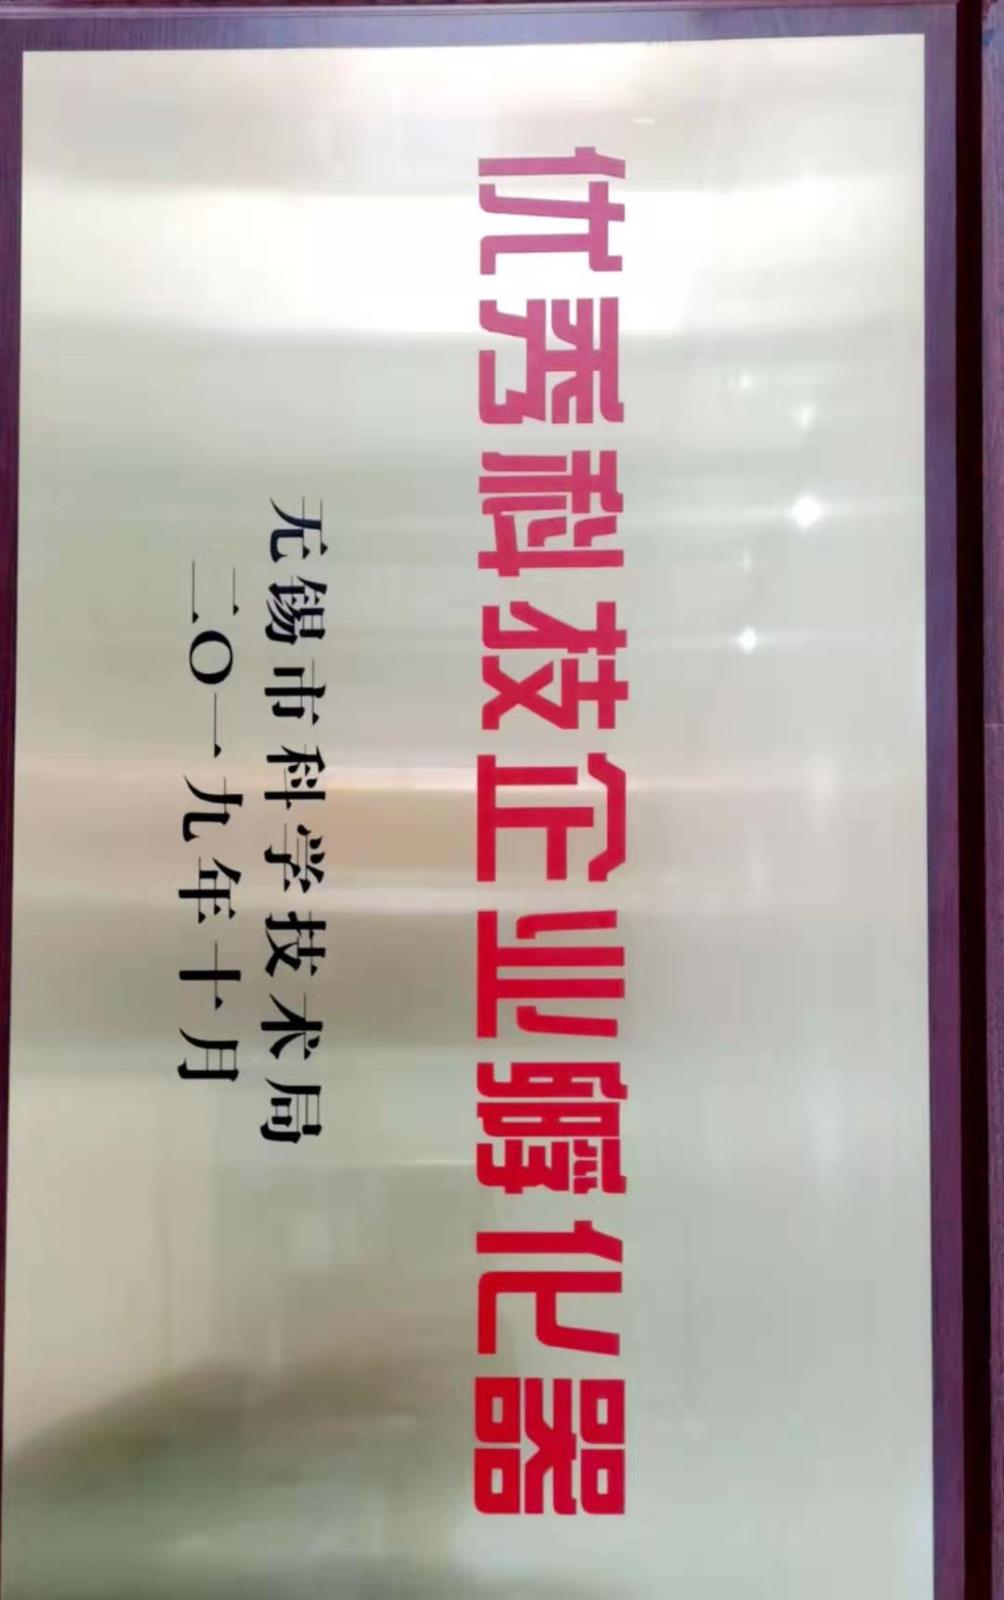 优秀科技企业孵化器
无锡市科学技术局
二〇一九年十月